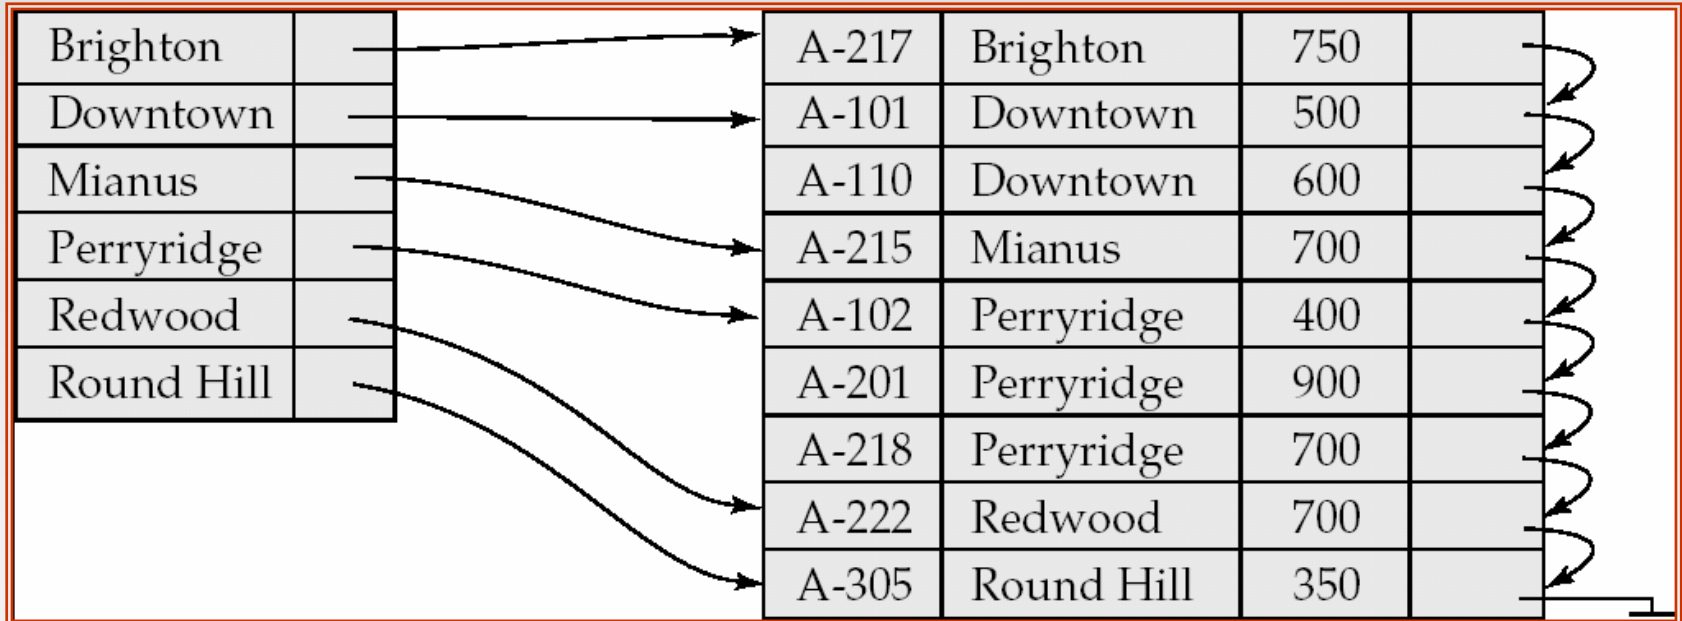 Brighton
Downtown
Mianus
Perryridge
Redwood
Round Hill
A-217 Brighton 750
A-101 Downtown 500
A-110 Downtown 600
A-215 Mianus 700
A-102 Perryridge 400
A-201 Perryridge 900
A-218 Perryridge 700
A-222 Redwood 700
A-305 Round Hill 350